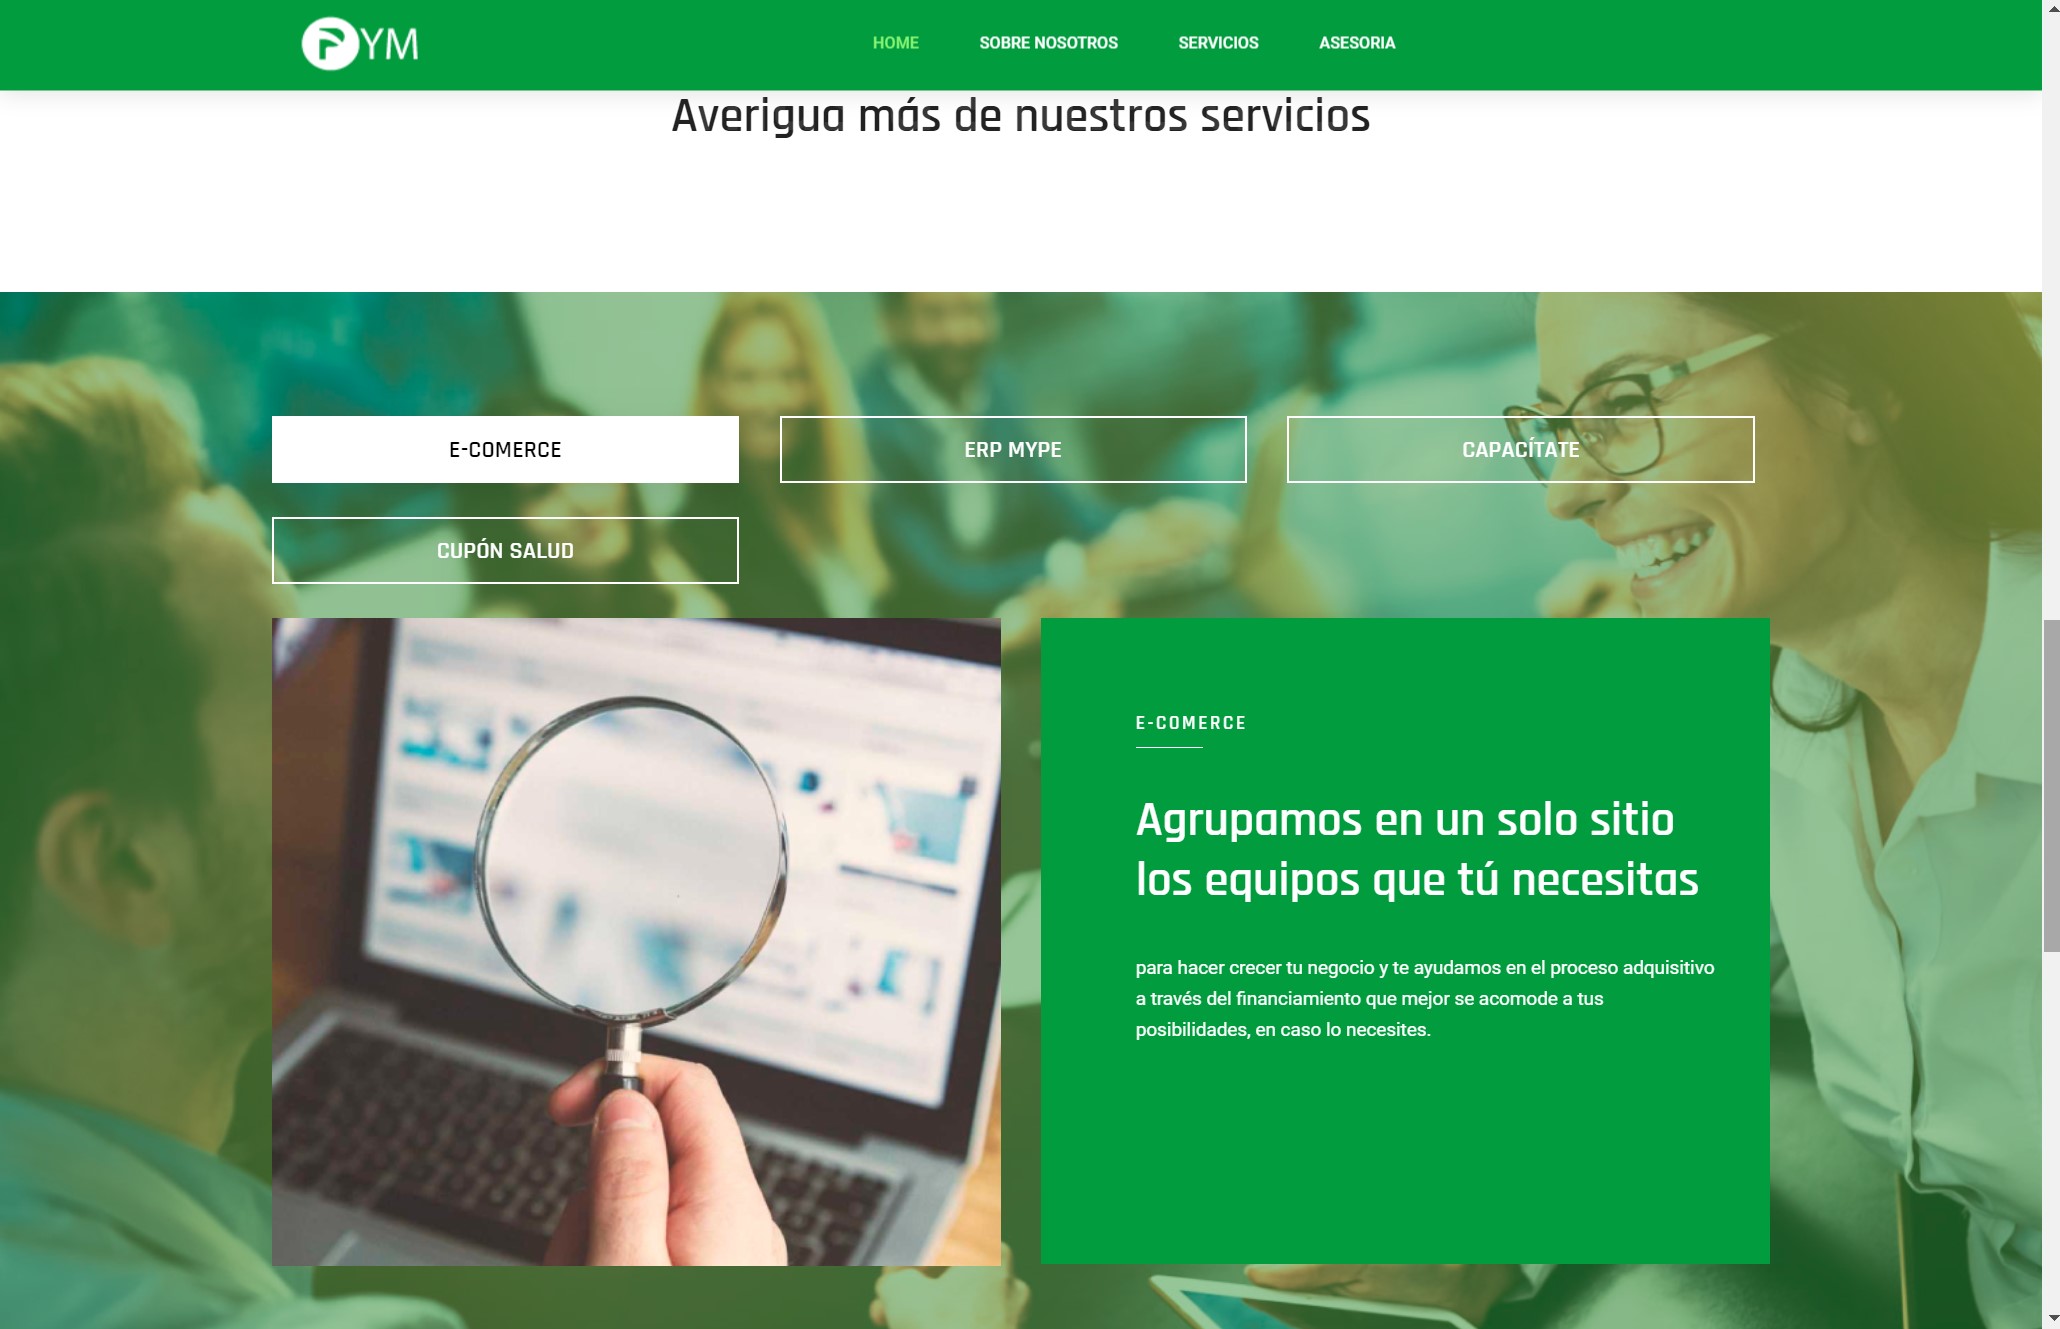 PYM
HOME SOBRE NOSOTROS SERVICIOS ASESORIA
Averigua más de nuestros servicios
E-COMERCE ERP MYPE CAPACÍTATE
CUPÓN SALUD
E-COMERCE
Agrupamos en un solo sitio
los equipos que tú necesitas
para hacer crecer tu negocio y te ayudamos en el proceso adquisitivo
a través del financiamiento que mejor se acomode a tus
posibilidades, en caso lo necesites.